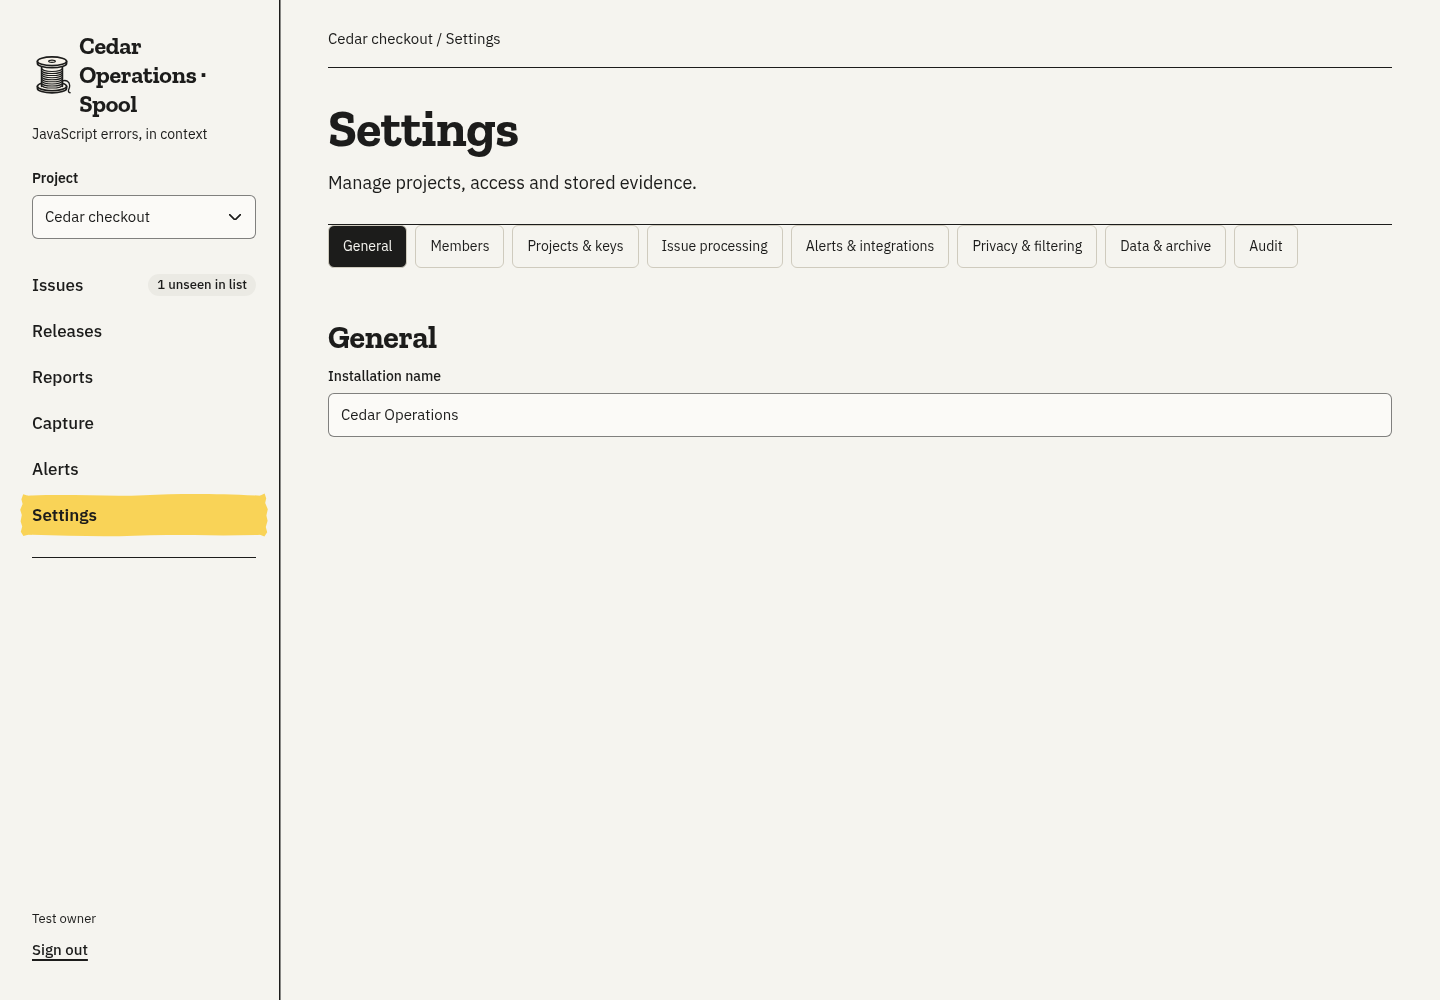 Cedar
Operations ·
Spool
JavaScript errors, in context
Project
Cedar checkout
Issues
1 unseen in list
Releases
Reports
Capture
Alerts
Settings
Test owner
Sign out
Cedar checkout / Settings
Settings
Manage projects, access and stored evidence.
General
Members
Projects & keys
Issue processing
Alerts & integrations
Privacy & filtering
Data & archive
Audit
General
Installation name
Cedar Operations